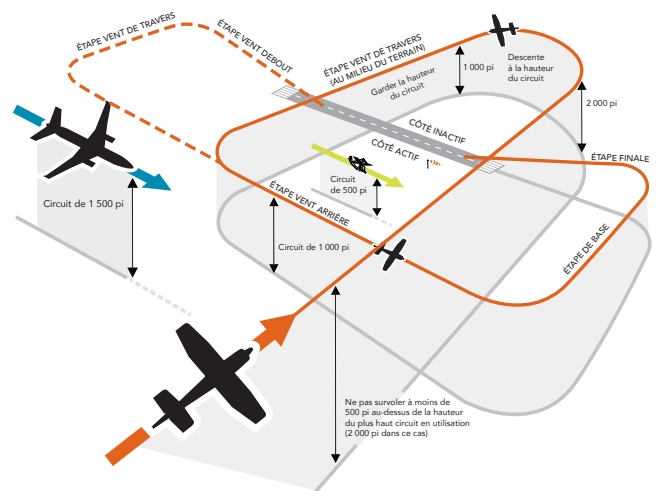 ÉTAPE VENT DE TRAVERS
ÉTAPE VENT DEBOUT
ÉTAPE VENT DE TRAVERS
(AU MILIEU DU TERRAIN)
Garder la hauteur
du circuit
1 000 pi
Descente
à la hauteur
du circuit
2 000 pi
CÔTÉ INACTIF
CÔTÉ ACTIF
ÉTAPE FINALE
Circuit
de 500 pi
Circuit de 1 500 pi
ÉTAPE VENT ARRIÈRE
Circuit de 1 000 pi
ÉTAPE DE BASE
Ne pas survoler à moins de
500 pi au-dessus de la hauteur
du plus haut circuit en utilisation
(2 000 pi dans ce cas)